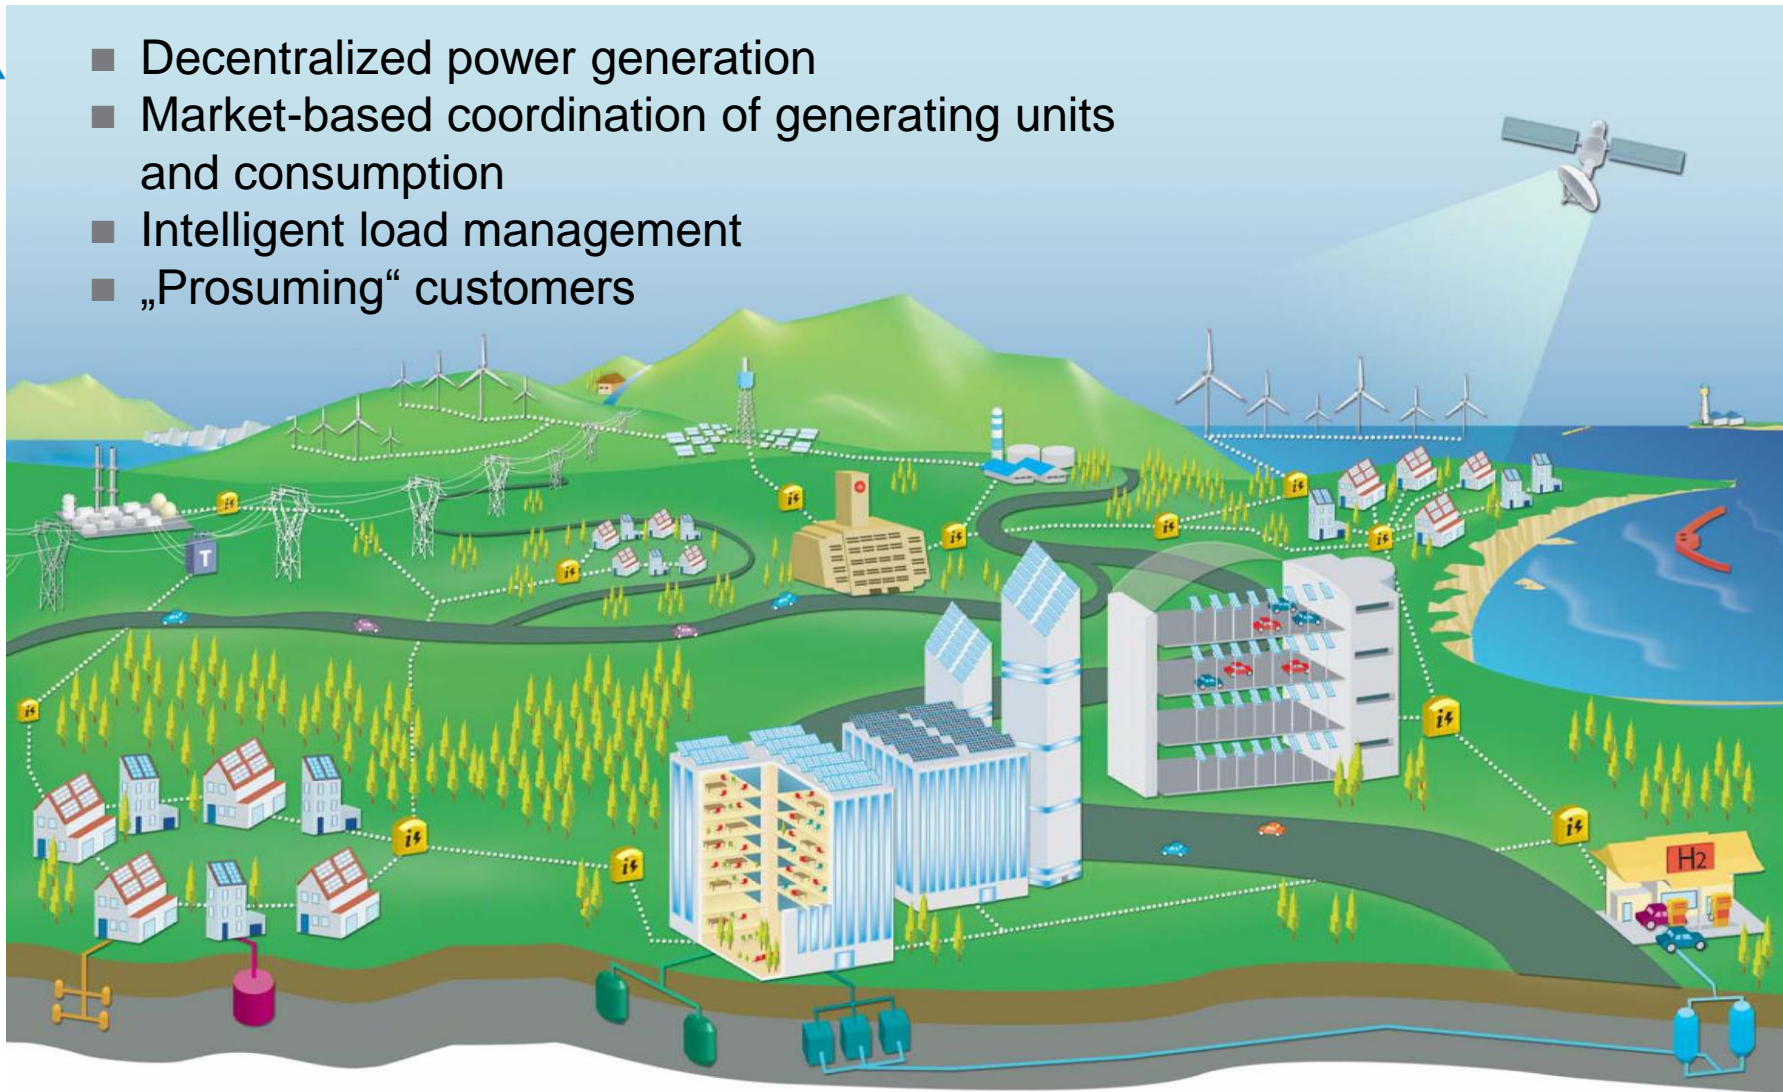 ■ Decentralized power generation
■ Market-based coordination of generating units
and consumption
■ Intelligent load management
■ „Prosuming“ customers
i
i
i
i
i
i
T
i
i
i
i
i
i
H2